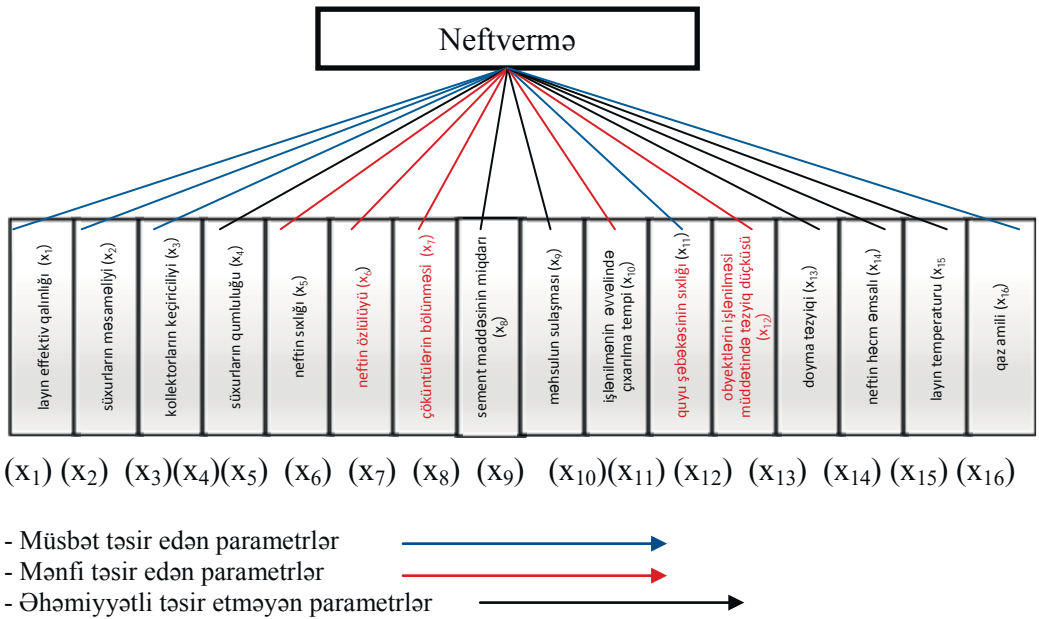 Neftvermə
layın effektiv qalınlığı (x1)
süxurların məsaməliyi (x2)
kollektorların keçiriciliyi (x3)
süxurların qumluluğu (x4)
neftin sıxlığı (x5)
neftin özlülüyü (x6)
çöküntülərin bölünməsi (x7)
sement maddəsinin miqdarı
(x8)
məhsulun sulaşması (x9)
işlənilmənin əvvəlində
çıxarılma tempi (x10)
quyu şəbəkəsinin sıxlığı (x11)
obyektlərin işlənilməsi
müddətində təzyiq düçküsü
(x12)
doyma təzyiqi (x13)
neftin həcm əmsalı (x14)
layın temperaturu (x15
qaz amili (x16)
(x1) (x2) (x3)(x4)(x5) (x6) (x7) (x8) (x9) (x10)(x11) (x12) (x13) (x14) (x15) (x16)
- Müsbət təsir edən parametrlər
- Mənfi təsir edən parametrlər
- Əhəmiyyətli təsir etməyən parametrlər